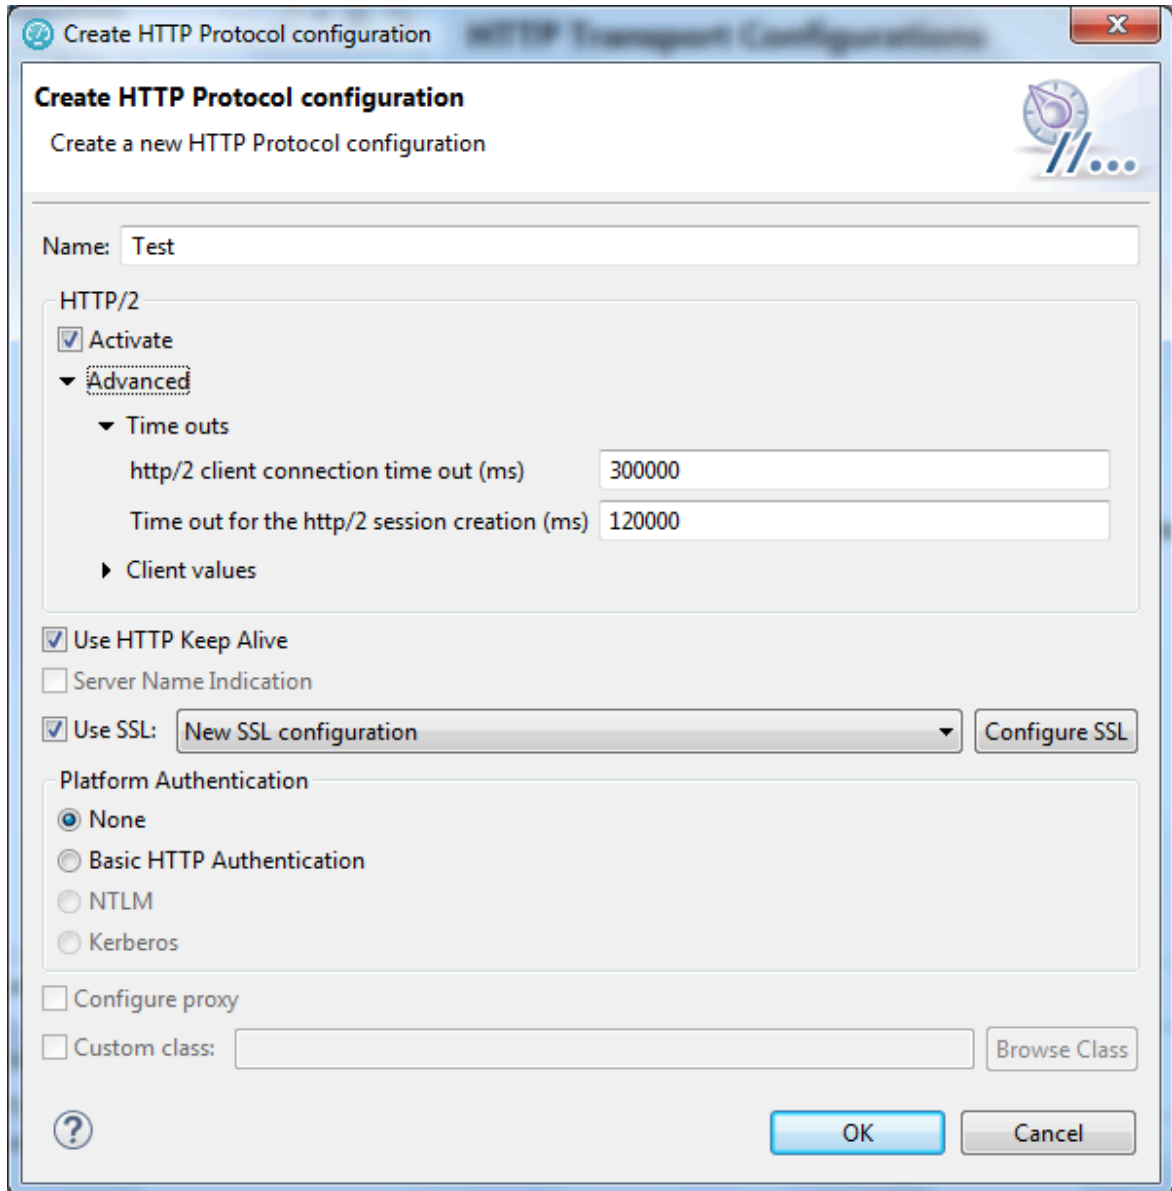 Create HTTP Protocol configuration HTTP Transport Configurations
Create HTTP Protocol configuration
Create a new HTTP Protocol configuration
Name: Test
HTTP/2
Activate
Advanced
Time outs
http/2 client connection time out (ms) 300000
Time out for the http/2 session creation (ms) 120000
Client values
Use HTTP Keep Alive
Server Name Indication
Use SSL: New SSL configuration Configure SSL
Platform Authentication
None
Basic HTTP Authentication
NTLM
Kerberos
Configure proxy
Custom class: Browse Class
OK Cancel